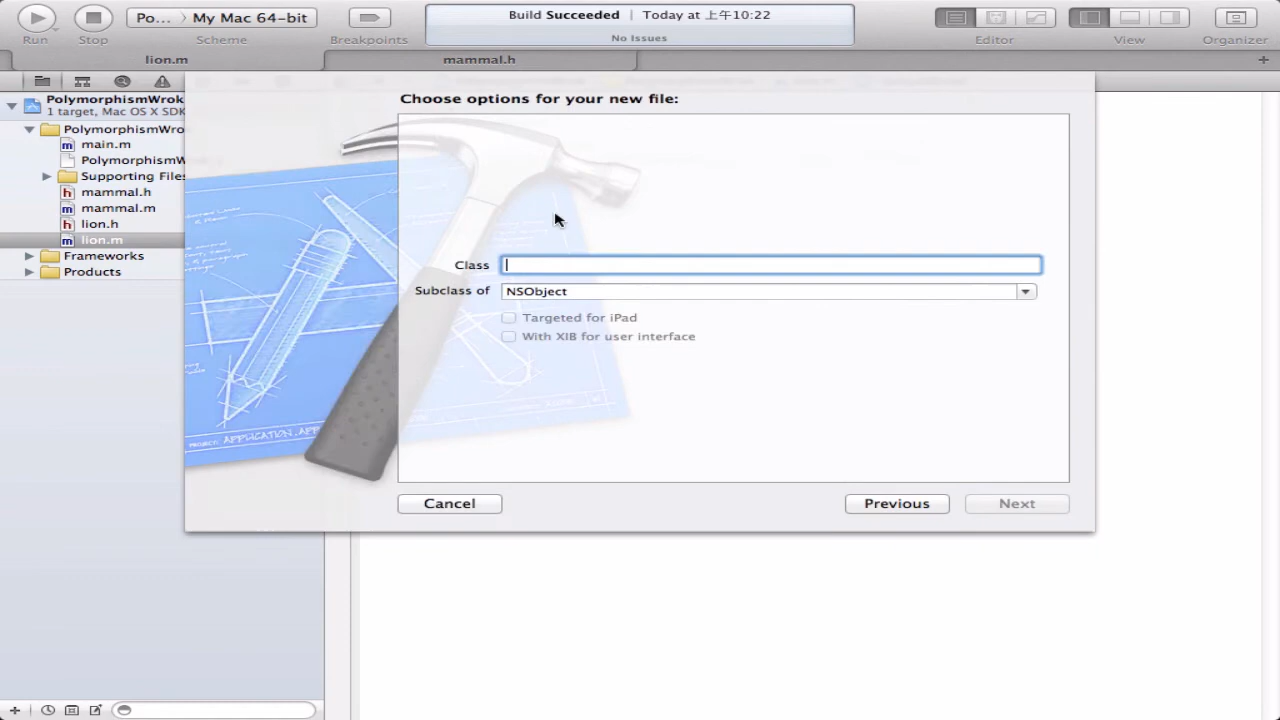 Po... My Mac 64-bit
Build Succeeded | Today at 上午10:22
No Issues
Run
Stop
Scheme
Breakpoints
Editor
View
Organizer
lion.m
mammal.h
PolymorphismWrok
1 target, Mac OS X SDK
PolymorphismWro
main.m
PolymorphismW
Supporting Files
mammal.h
mammal.m
lion.h
lion.m
Frameworks
Products
Choose options for your new file:
Class
Subclass of NSObject
Targeted for iPad
With XIB for user interface
Cancel
Previous
Next